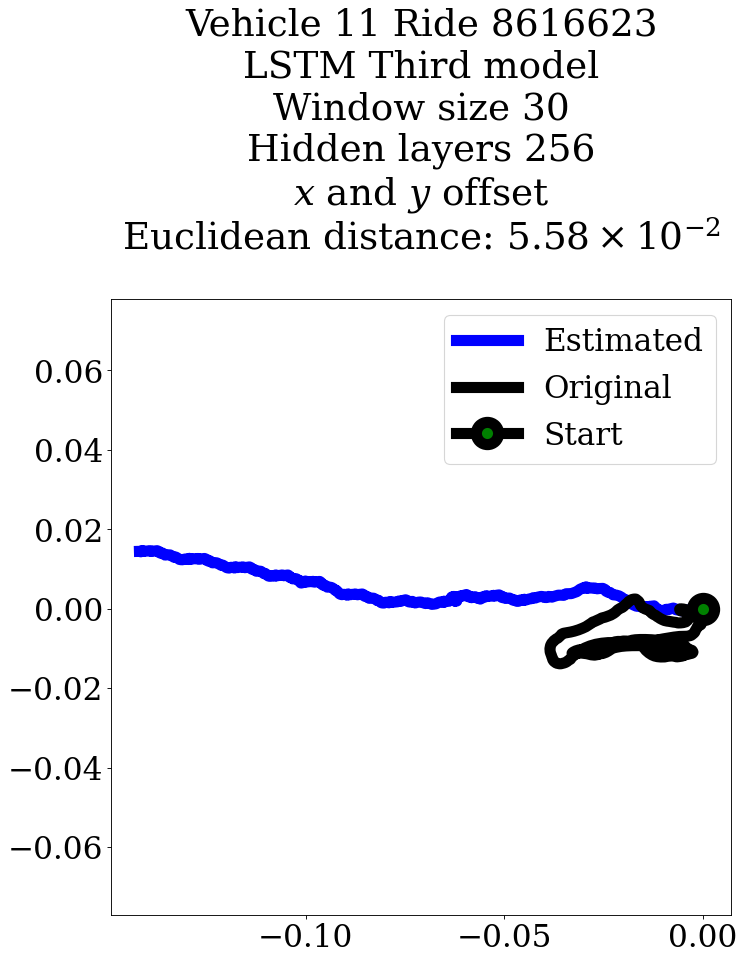 Vehicle 11 Ride 8616623
LSTM Third model
Window size 30
Hidden layers 256
x and y offset
Euclidean distance: 5.58 × 10⁻²
Estimated
Original
Start
0.06
0.04
0.02
0.00
−0.02
−0.04
−0.06
−0.10
−0.05
0.00